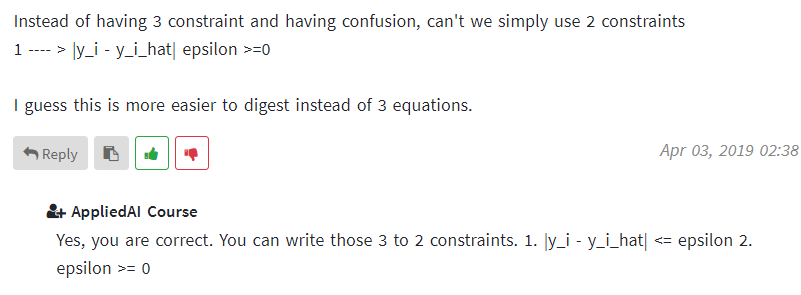 Instead of having 3 constraint and having confusion, can't we simply use 2 constraints
1 ---- > |y_i - y_i_hat| epsilon >=0
I guess this is more easier to digest instead of 3 equations.
Reply
Apr 03, 2019 02:38
AppliedAI Course
Yes, you are correct. You can write those 3 to 2 constraints. 1. |y_i - y_i_hat| <= epsilon 2.
epsilon >= 0